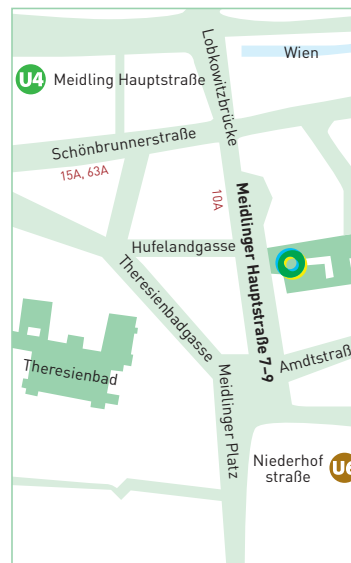 Lobkowitzbrücke
Wien
U4 Meidling Hauptstraße
Schönbrunnerstraße
15A, 63A
10A
Meidlinger Hauptstraße 7–9
Hufelandgasse
Theresienbadgasse
Theresienbad
Meidlinger Platz
Arndtstraße
Niederhof
straße
U6